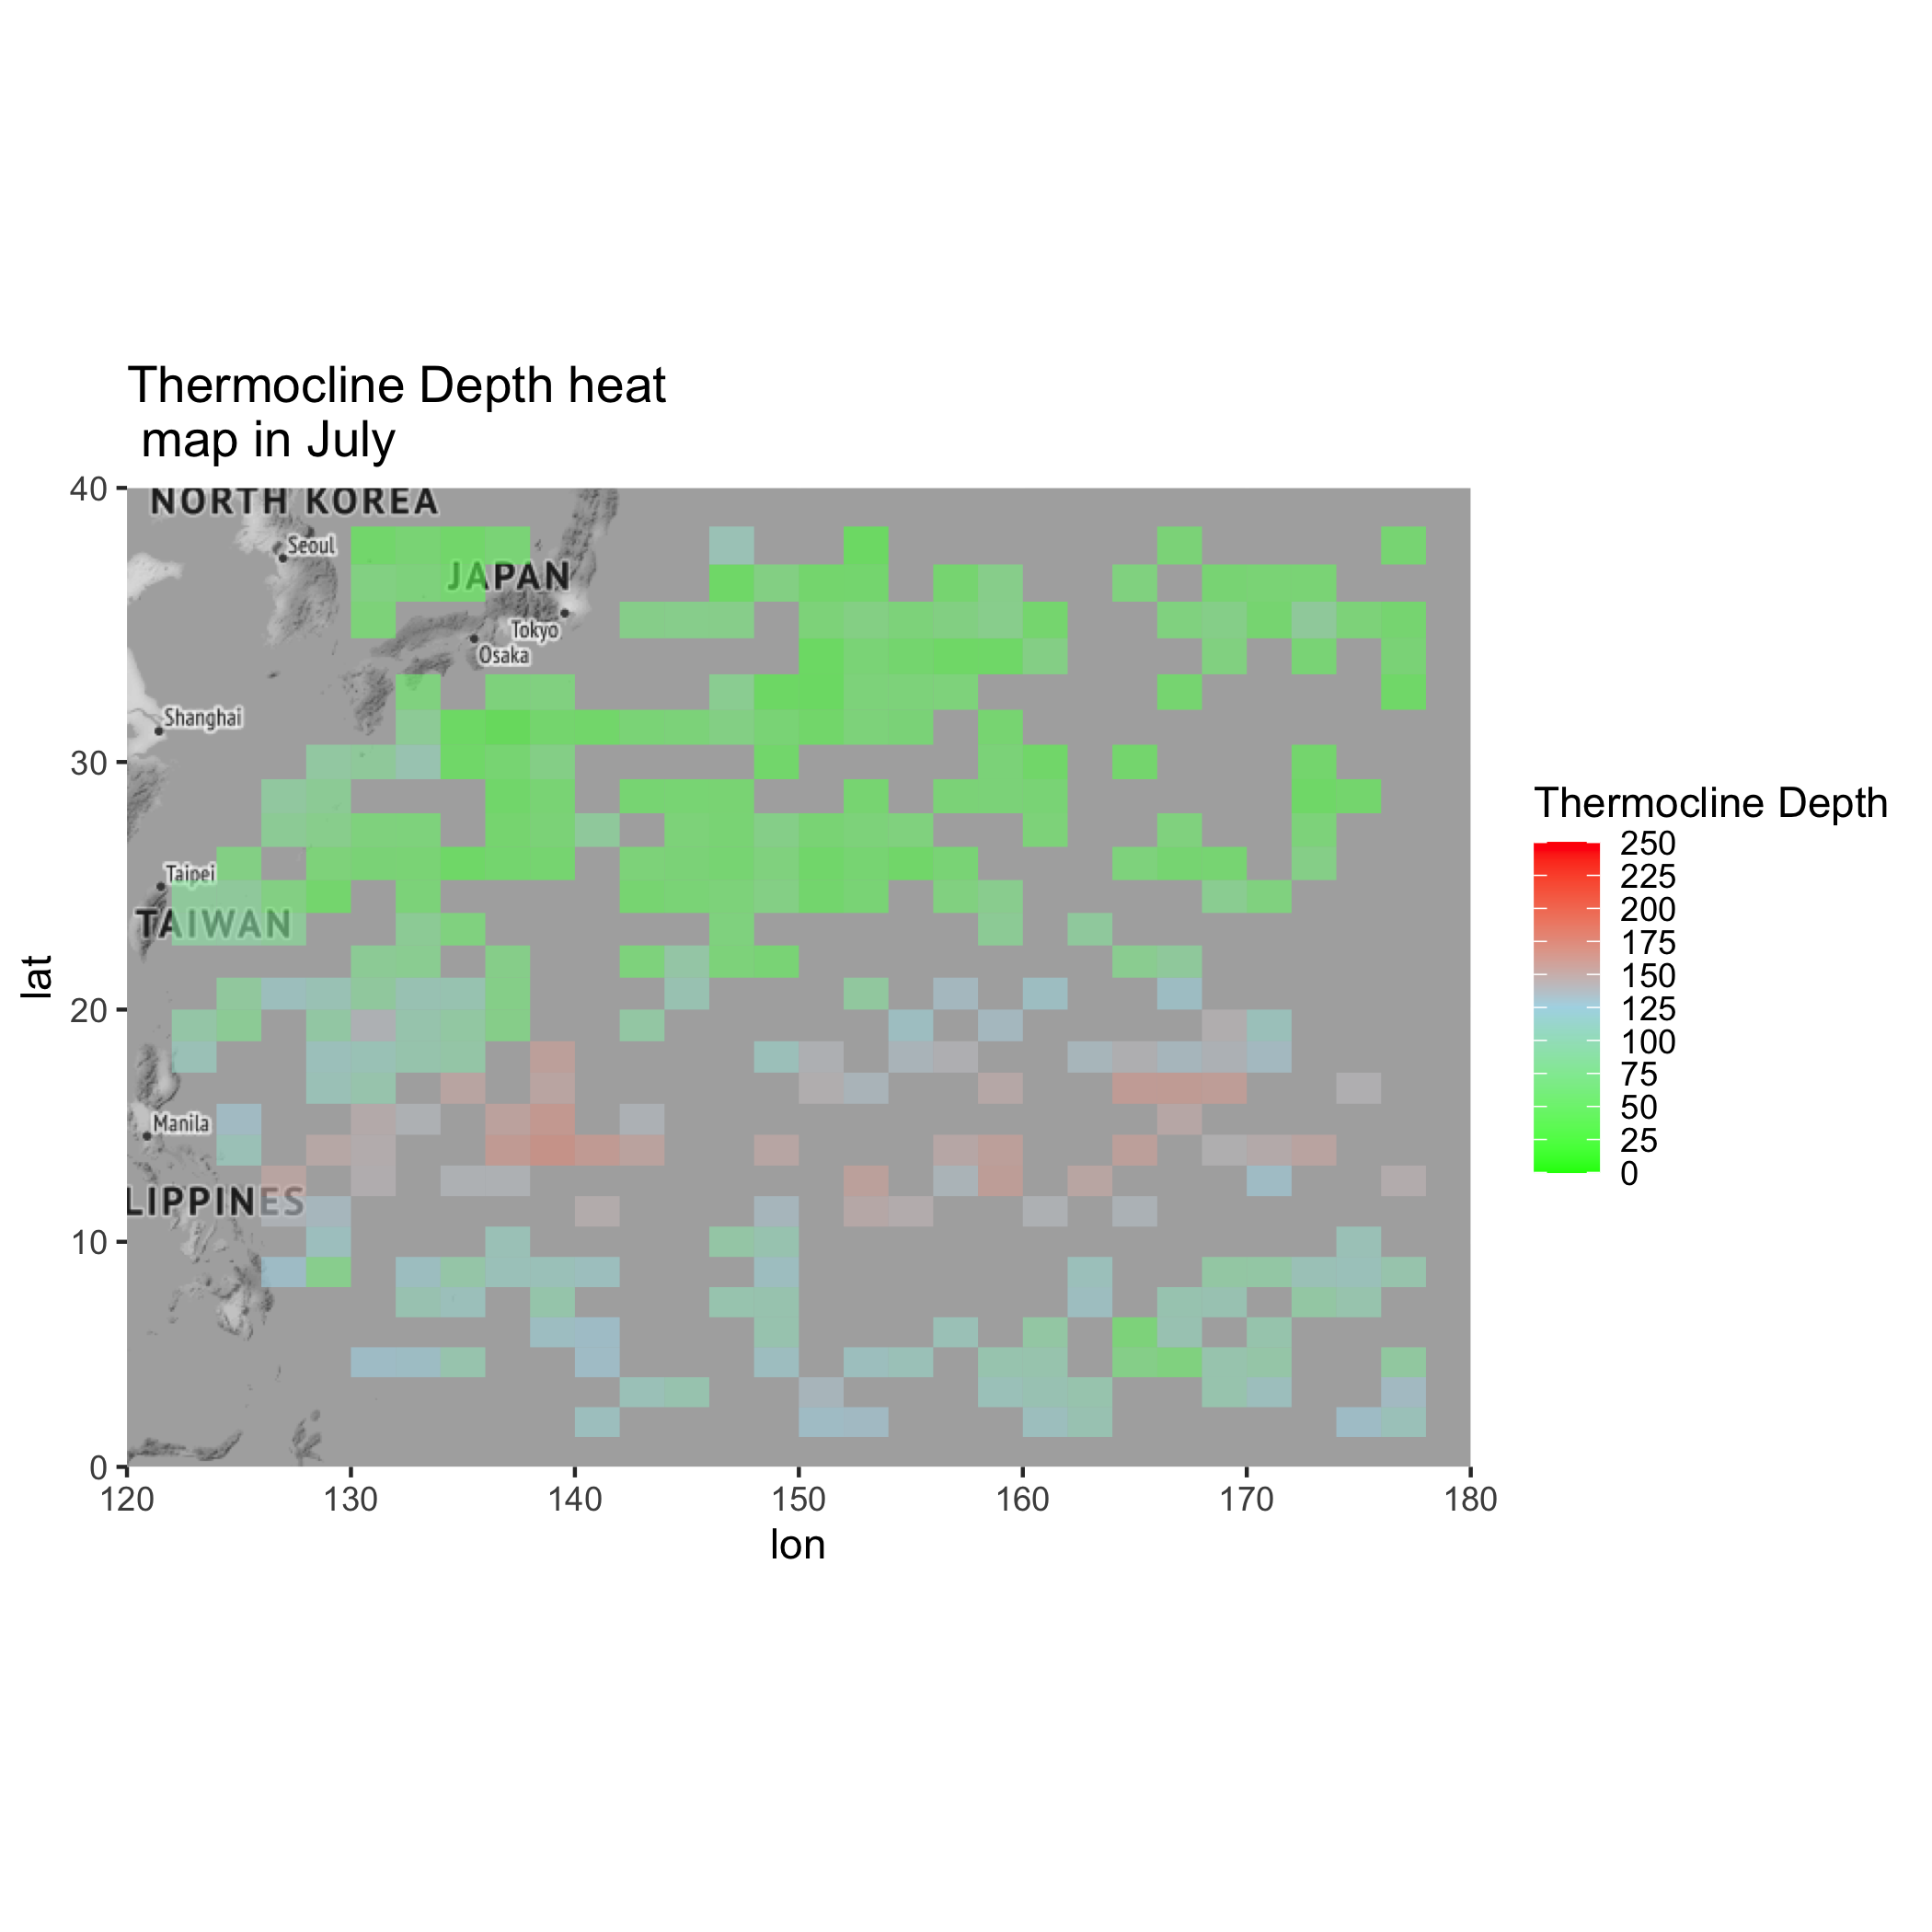 Thermocline Depth heat
map in July
40
NORTH KOREA
Seoul
JAPAN
Tokyo
Osaka
Shanghai
30
Taipei
TAIWAN
lat
20
Manila
LIPPINES
10
0
120 130 140 150 160 170 180
lon
Thermocline Depth
250
225
200
175
150
125
100
75
50
25
0